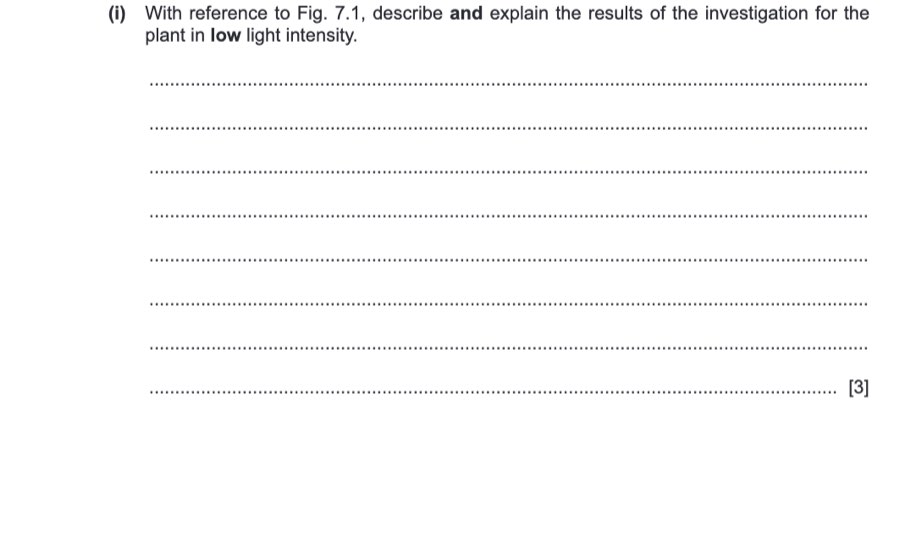 (i) With reference to Fig. 7.1, describe and explain the results of the investigation for the
plant in low light intensity.
[3]